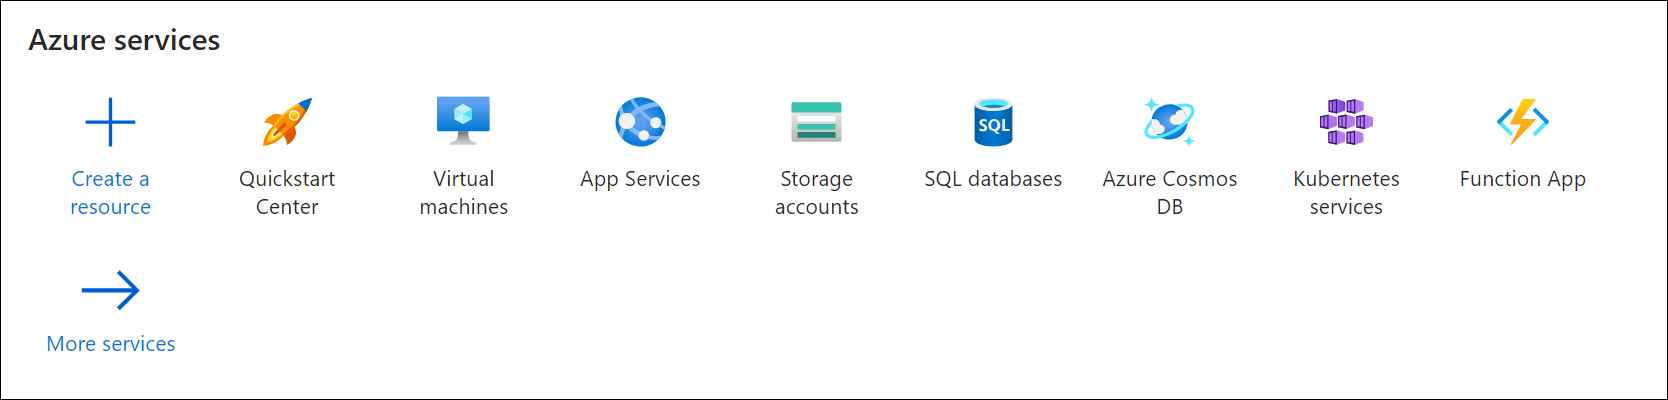 Azure services
SQL
Create a
resource
Quickstart
Center
Virtual
machines
App Services
Storage
accounts
SQL databases
Azure Cosmos
DB
Kubernetes
services
Function App
More services